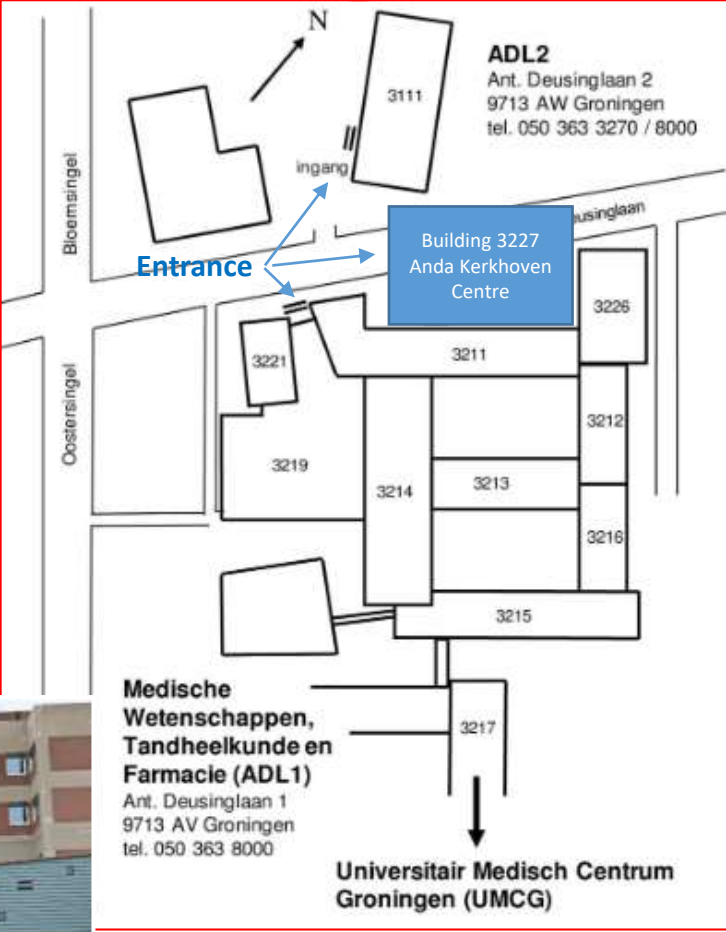 N
ADL2
Ant. Deusinglaan 2
9713 AW Groningen
tel. 050 363 3270 / 8000
3111
ingang
Bloemsingel
Entrance
Building 3227
Anda Kerkhoven
Centre
eusinglaan
3226
3221
3211
Oostersingel
3212
3219
3214
3213
3216
3215
Medische
Wetenschappen,
Tandheelkunde en
Farmacie (ADL1)
Ant. Deusinglaan 1
9713 AV Groningen
tel. 050 363 8000
3217
Universitair Medisch Centrum
Groningen (UMCG)